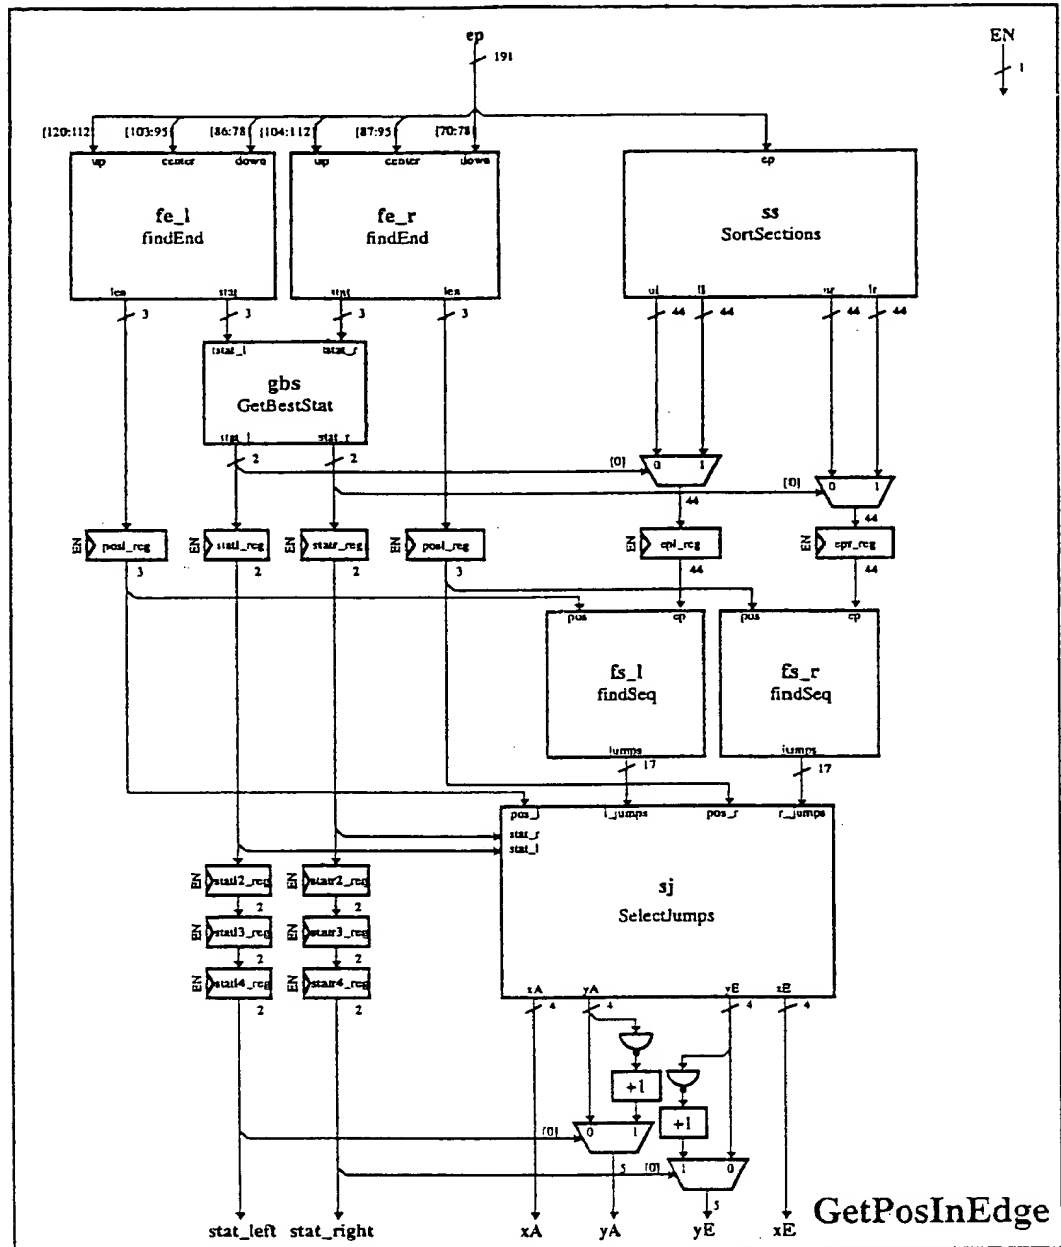 ep
EN
191
1
[120:112]
[103:95]
[86:78]
[104:112]
[87:95]
[70:78]
up center down
up center down
ep
fe_l
findEnd
fe_r
findEnd
ss
SortSections
len stat
stat len
ul ll ur lr
3 3 3 3
44 44 44 44
tstat_l tstat_r
gbs
GetBestStat
stat_l stat_r
2 2
[0]
0 1
[0]
0 1
44
44
EN posl_reg
EN statl_reg
EN statr_reg
EN posl_reg
EN epl_reg
EN epr_reg
3 2 2 3 44 44
pos ep
pos ep
fs_l
findSeq
fs_r
findSeq
jumps
jumps
17 17
pos_l l_jumps pos_r r_jumps
stat_r
stat_l
sj
SelectJumps
EN statl2_reg
EN statr2_reg
2 2
EN statl3_reg
EN statr3_reg
2 2
EN statl4_reg
EN statr4_reg
2 2
xA yA yE xE
4 4 4 4
+1
+1
[0]
0 1
5
[0]
1 0
5
stat_left stat_right xA yA yE xE
GetPosInEdge